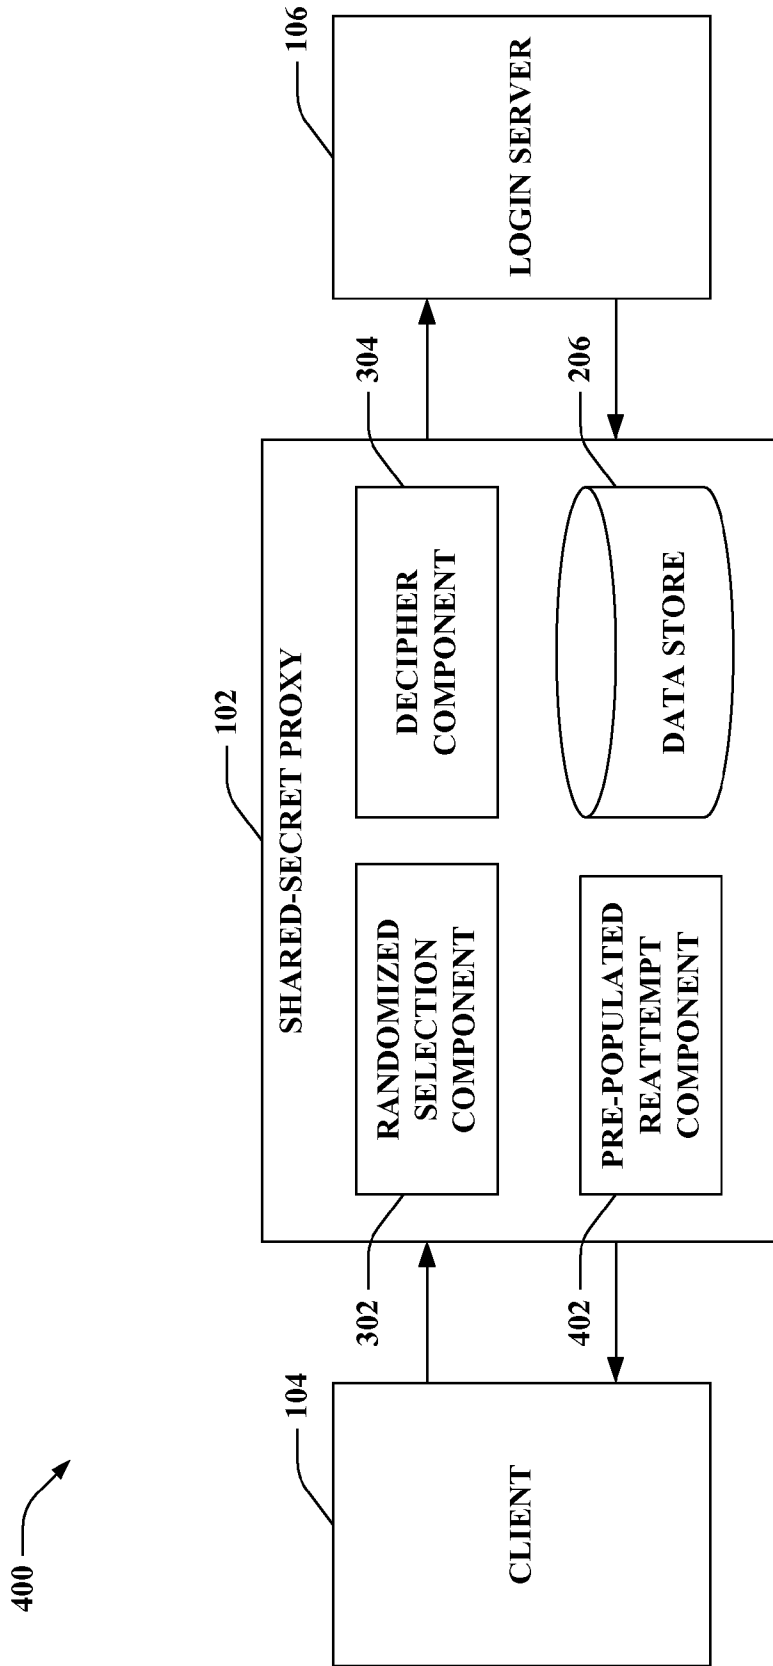 400
104
CLIENT
102
SHARED-SECRET PROXY
302
RANDOMIZED
SELECTION
COMPONENT
304
DECIPHER
COMPONENT
402
PRE-POPULATED
REATTEMPT
COMPONENT
206
DATA STORE
106
LOGIN SERVER